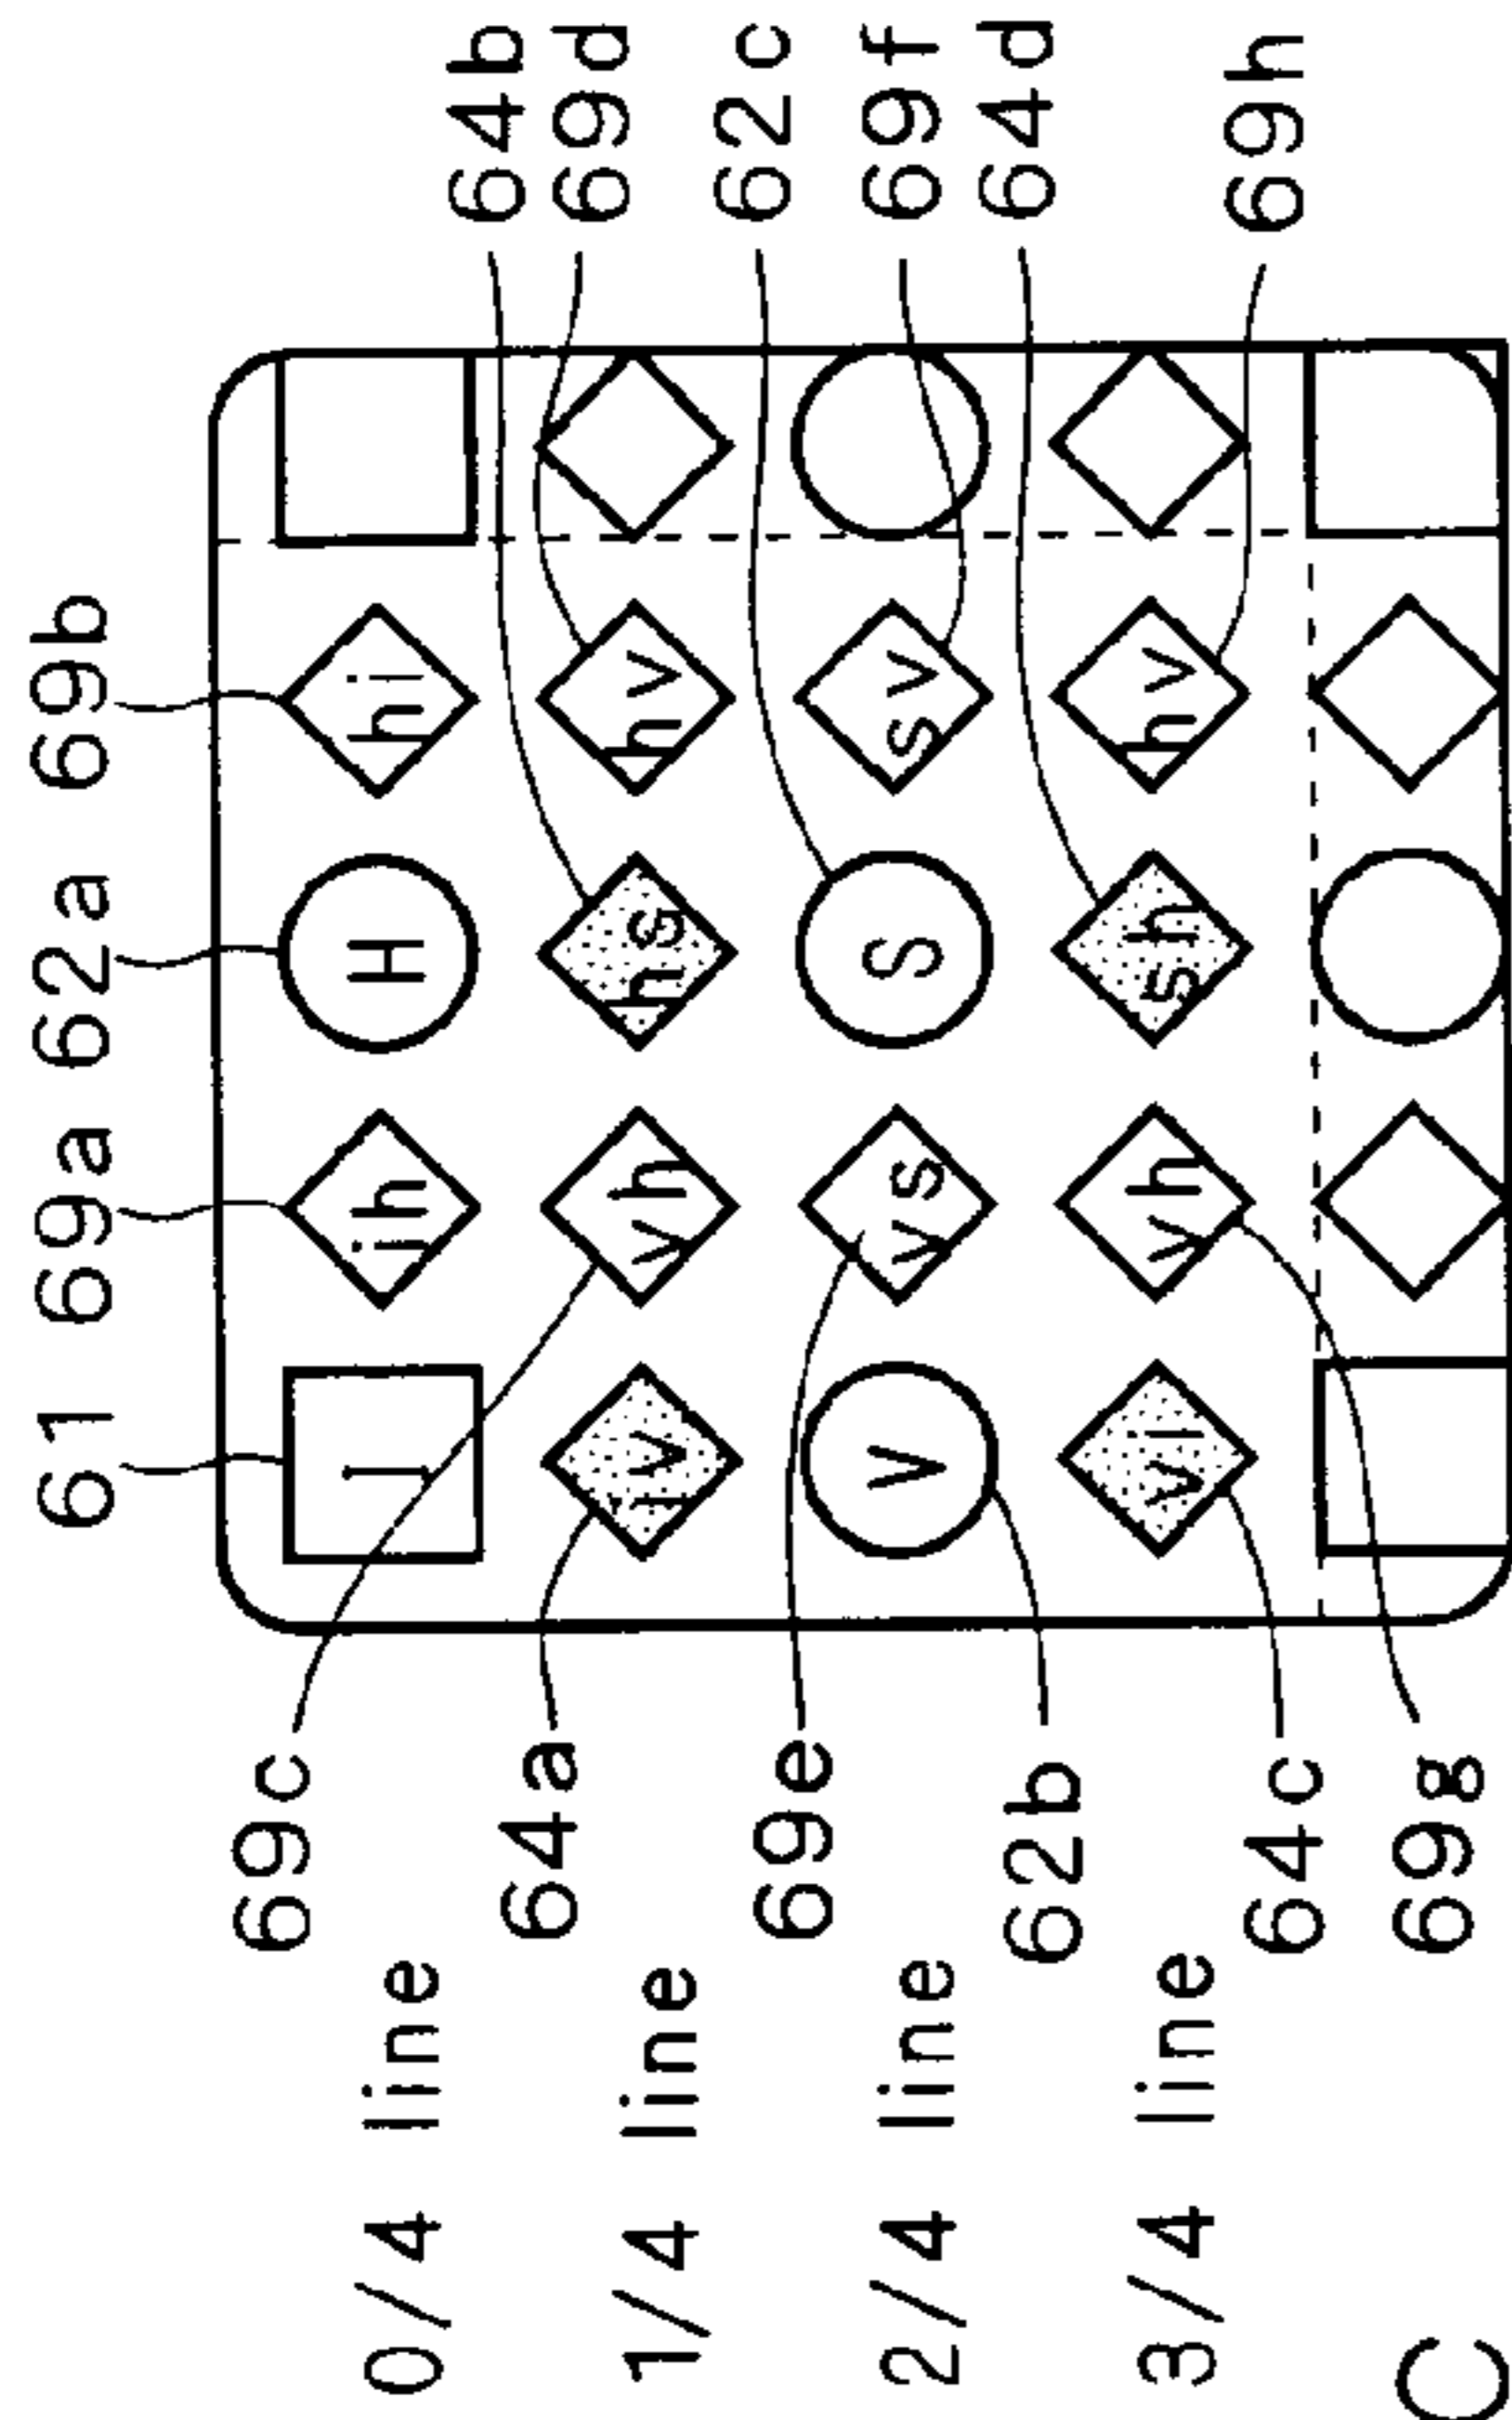 61 69a 62a 69b
69c
0/4 line I ih H hi
64b
64a
69d
1/4 line iv vh hs hv
62c
69e
69f
2/4 line V vs S sv
64d
62b
3/4 line vi vh sh hv
69h
64c
69g
C